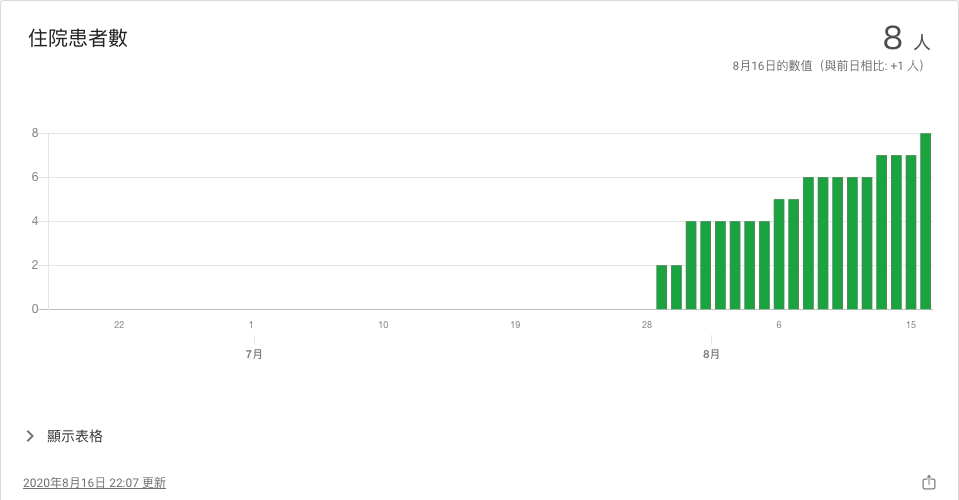 住院患者數
8 人
8月16日的數值（與前日相比: +1 人）
8
6
4
2
0
22 1 10 19 28 6 15
7月 8月
顯示表格
2020年8月16日 22:07 更新